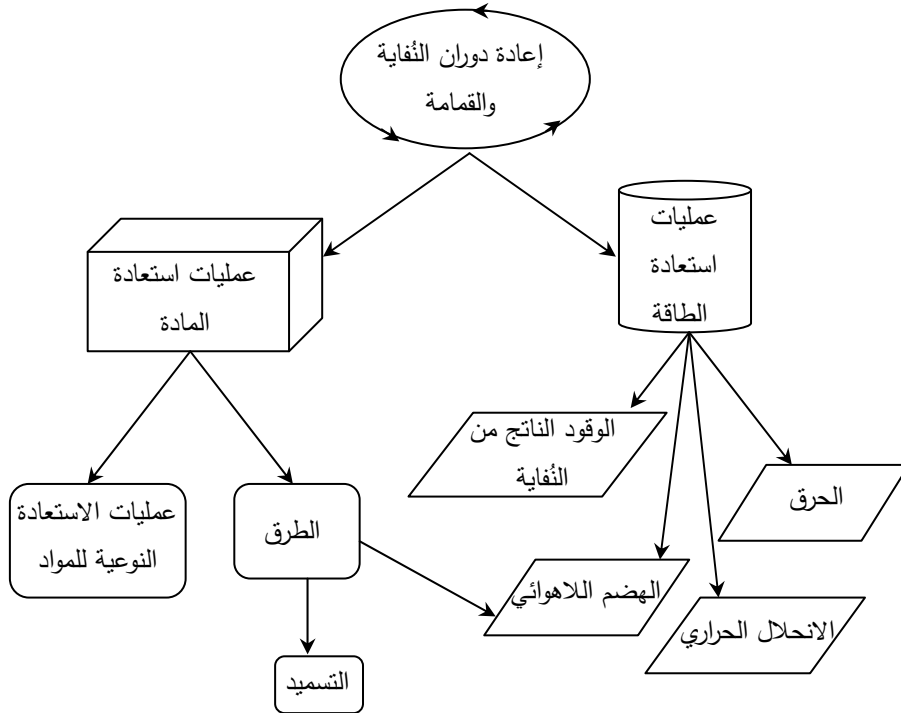 إعادة دوران النُفاية
والقمامة
عمليات
استعادة
الطاقة
عمليات استعادة
المادة
الوقود الناتج من
النُفاية
الحرق
عمليات الاستعادة
النوعية للمواد
الطرق
الهضم اللاهوائي
الانحلال الحراري
التسميد